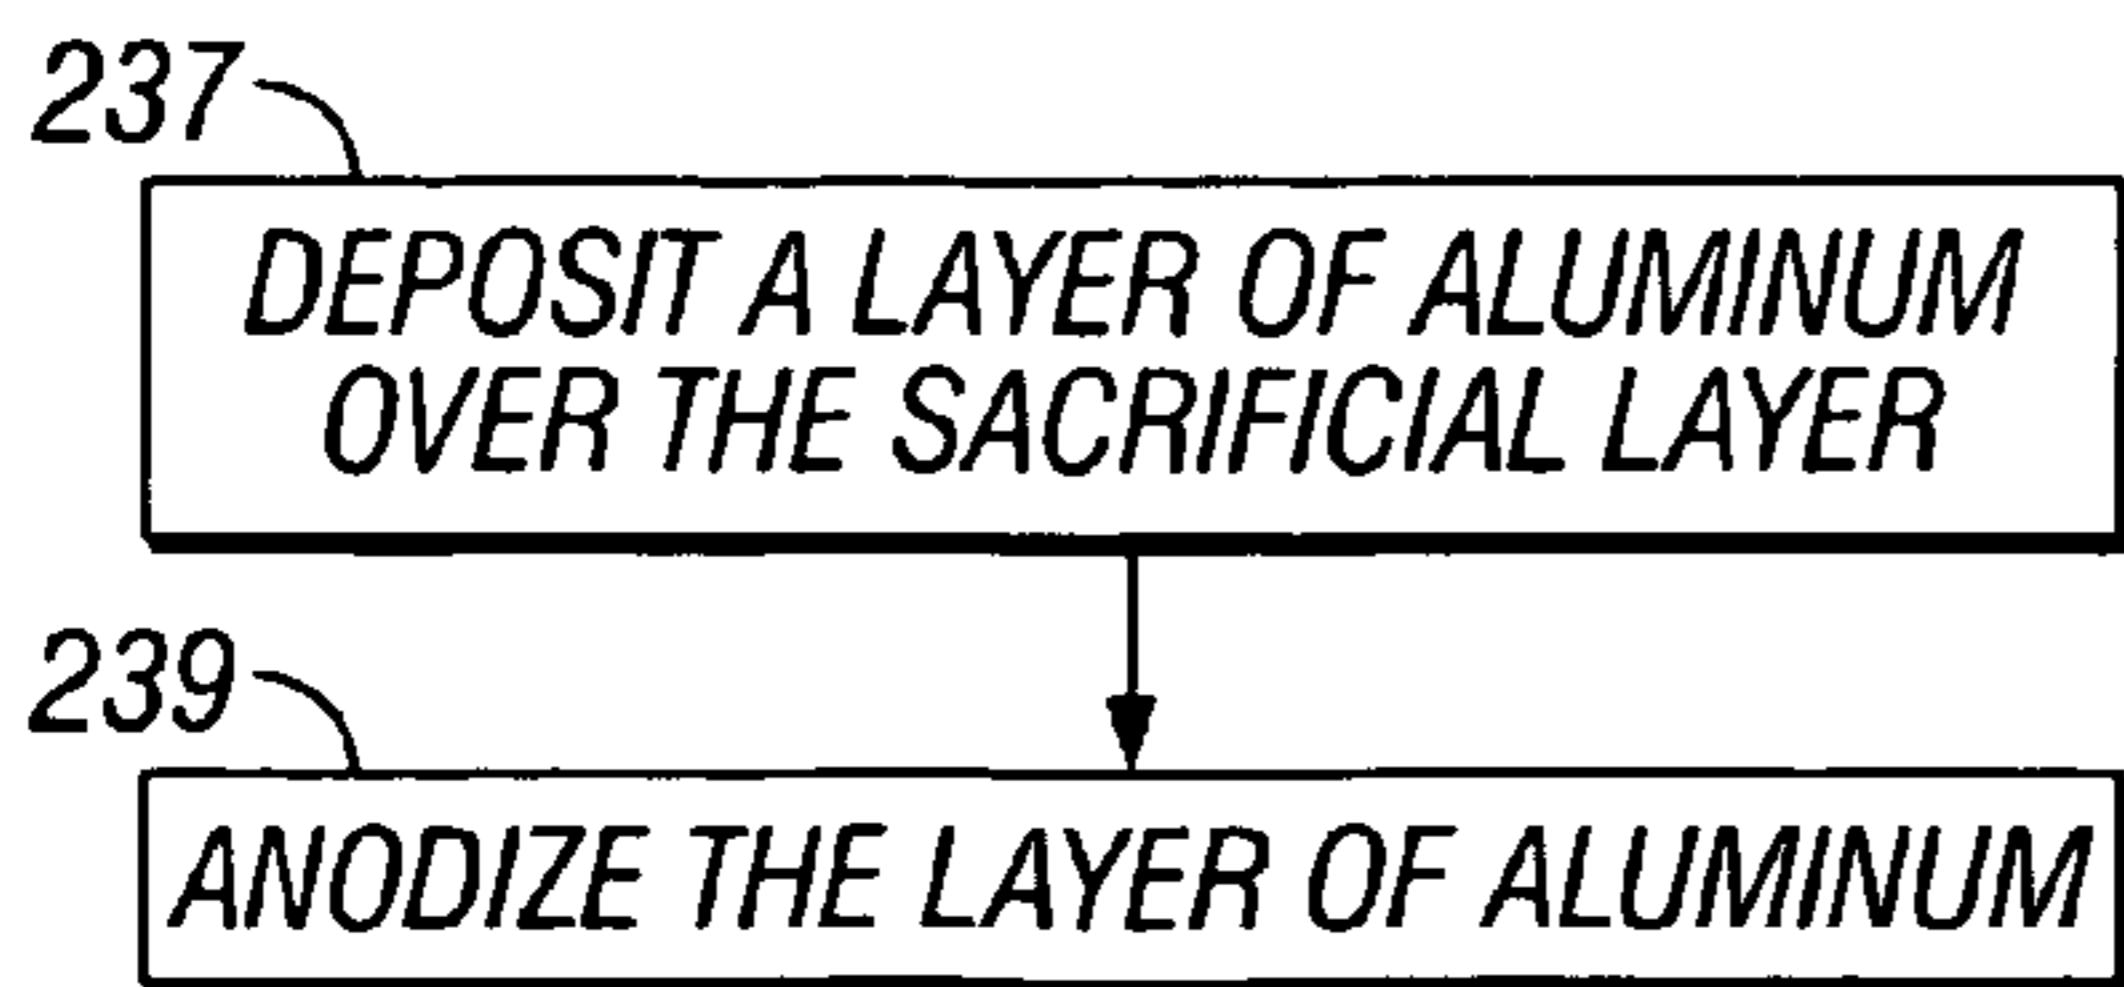 237
DEPOSIT A LAYER OF ALUMINUM
OVER THE SACRIFICIAL LAYER
239
ANODIZE THE LAYER OF ALUMINUM